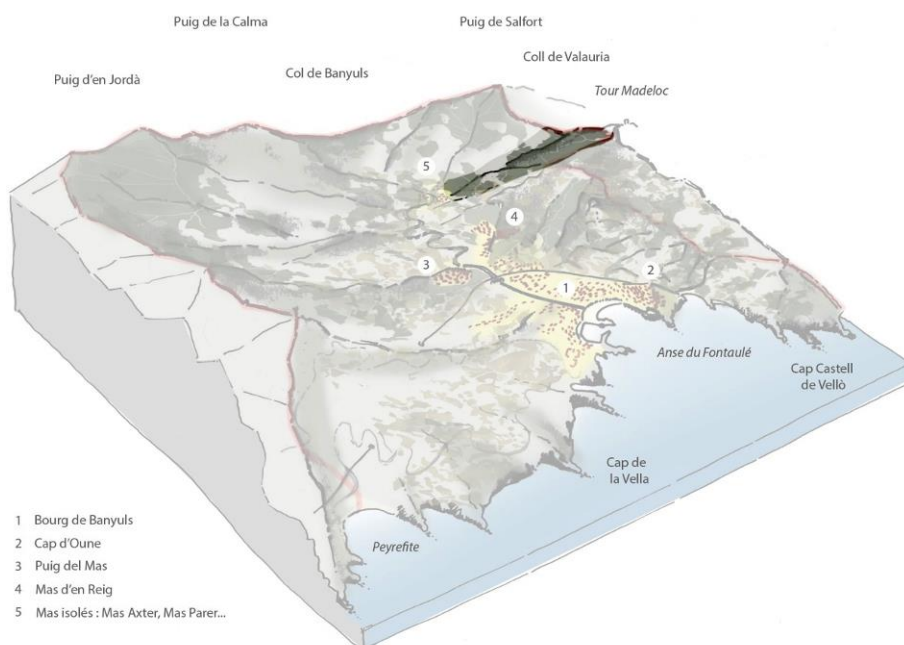 Puig de la Calma
Puig de Salfort
Puig d'en Jordà
Col de Banyuls
Coll de Valauria
Tour Madeloc
5
4
3
2
1
Anse du Fontaulé
Cap Castell
de Vellò
Cap de
la Vella
Peyrefite
1 Bourg de Banyuls
2 Cap d'Oune
3 Puig del Mas
4 Mas d'en Reig
5 Mas isolés : Mas Axter, Mas Parer...